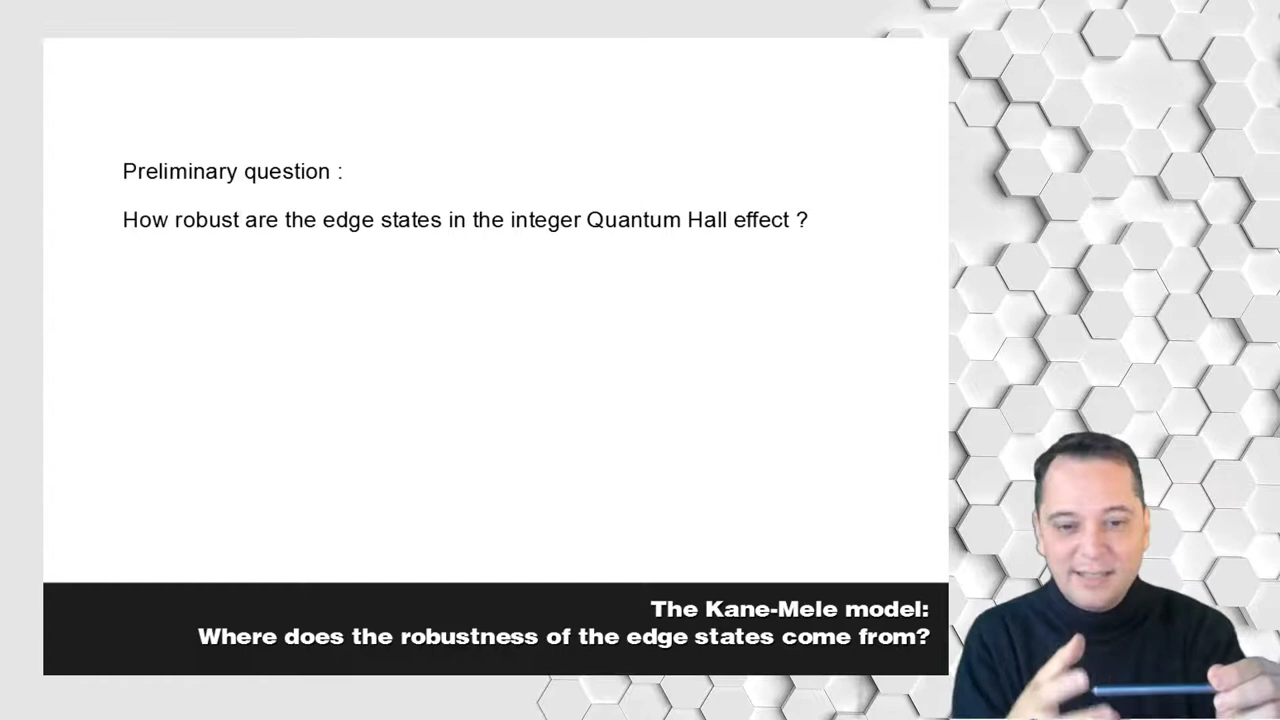 Preliminary question :
How robust are the edge states in the integer Quantum Hall effect ?
The Kane-Mele model:
Where does the robustness of the edge states come from?